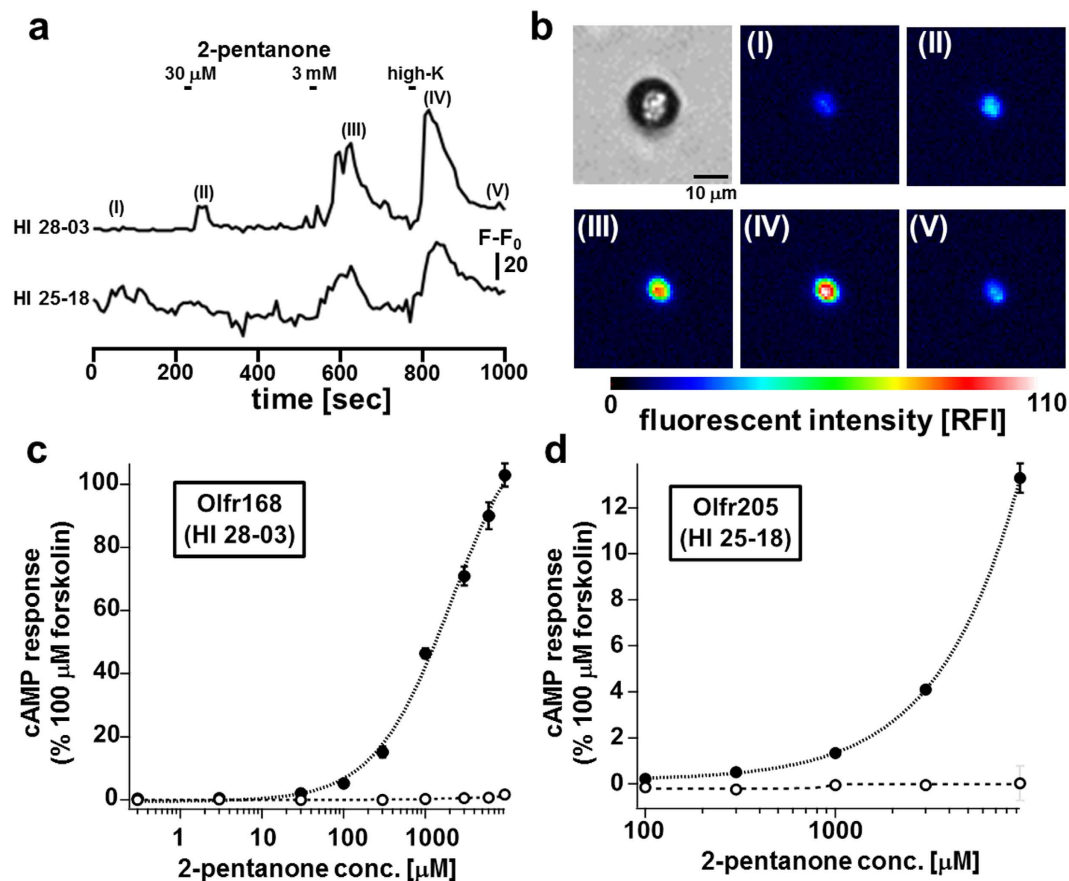 a
2-pentanone
30 μM
3 mM
high-K
(I)
(II)
(III)
(IV)
(V)
HI 28-03
HI 25-18
F-F0
20
0
200
400
600
800
1000
time [sec]
b
10 μm
(I)
(II)
(III)
(IV)
(V)
0
110
fluorescent intensity [RFI]
c
Olfr168
(HI 28-03)
cAMP response
(% 100 μM forskolin)
100
80
60
40
20
0
1
10
100
1000
2-pentanone conc. [μM]
d
Olfr205
(HI 25-18)
cAMP response
(% 100 μM forskolin)
12
10
8
6
4
2
0
100
1000
2-pentanone conc. [μM]